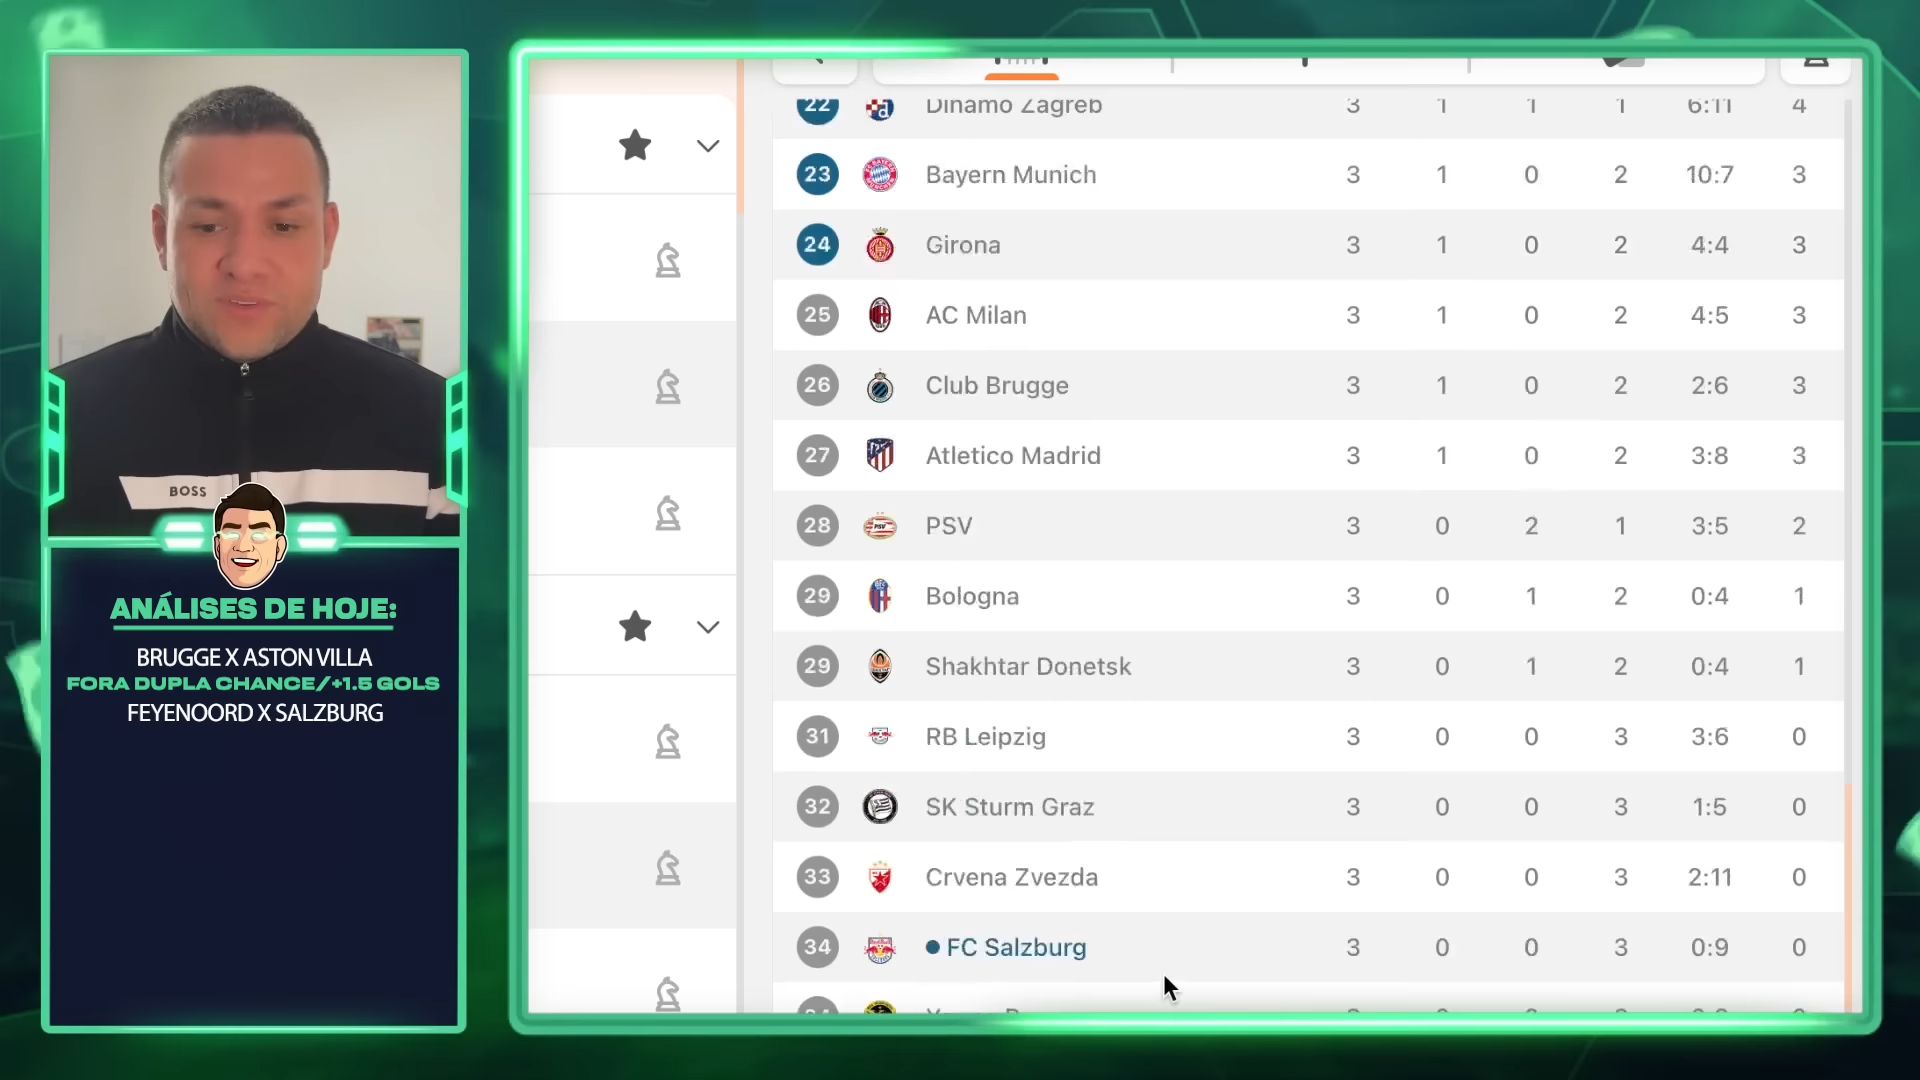 BOSS
ANÁLISES DE HOJE:
BRUGGE X ASTON VILLA
FORA DUPLA CHANCE/+1.5 GOLS
FEYENOORD X SALZBURG
22 Dinamo Zagreb 3 1 1 1 6:11 4
23 Bayern Munich 3 1 0 2 10:7 3
24 Girona 3 1 0 2 4:4 3
25 AC Milan 3 1 0 2 4:5 3
26 Club Brugge 3 1 0 2 2:6 3
27 Atletico Madrid 3 1 0 2 3:8 3
28 PSV 3 0 2 1 3:5 2
29 Bologna 3 0 1 2 0:4 1
29 Shakhtar Donetsk 3 0 1 2 0:4 1
31 RB Leipzig 3 0 0 3 3:6 0
32 SK Sturm Graz 3 0 0 3 1:5 0
33 Crvena Zvezda 3 0 0 3 2:11 0
34 FC Salzburg 3 0 0 3 0:9 0